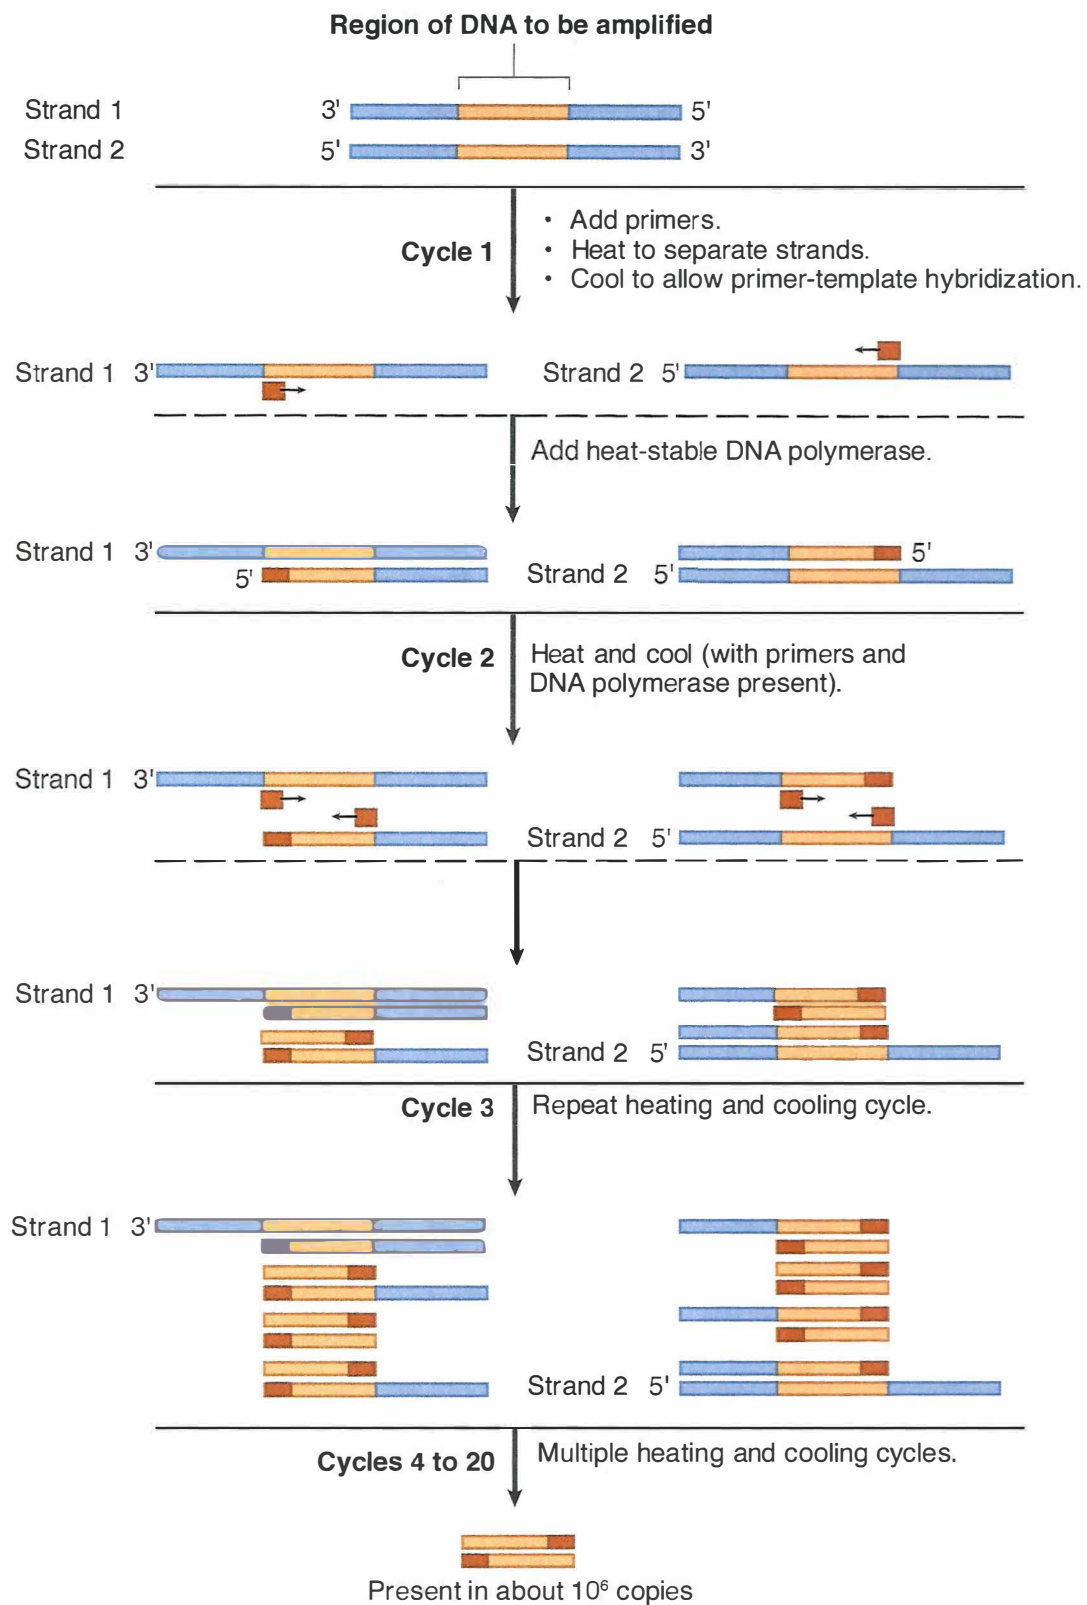 Region of DNA to be amplified
Strand 1 3' 5'
Strand 2 5' 3'
Cycle 1
• Add primers.
• Heat to separate strands.
• Cool to allow primer-template hybridization.
Strand 1 3' Strand 2 5'
Add heat-stable DNA polymerase.
Strand 1 3' 5'
5' Strand 2 5'
Cycle 2 Heat and cool (with primers and
DNA polymerase present).
Strand 1 3'
Strand 2 5'
Strand 1 3'
Strand 2 5'
Cycle 3 Repeat heating and cooling cycle.
Strand 1 3'
Strand 2 5'
Cycles 4 to 20 Multiple heating and cooling cycles.
Present in about 10⁶ copies